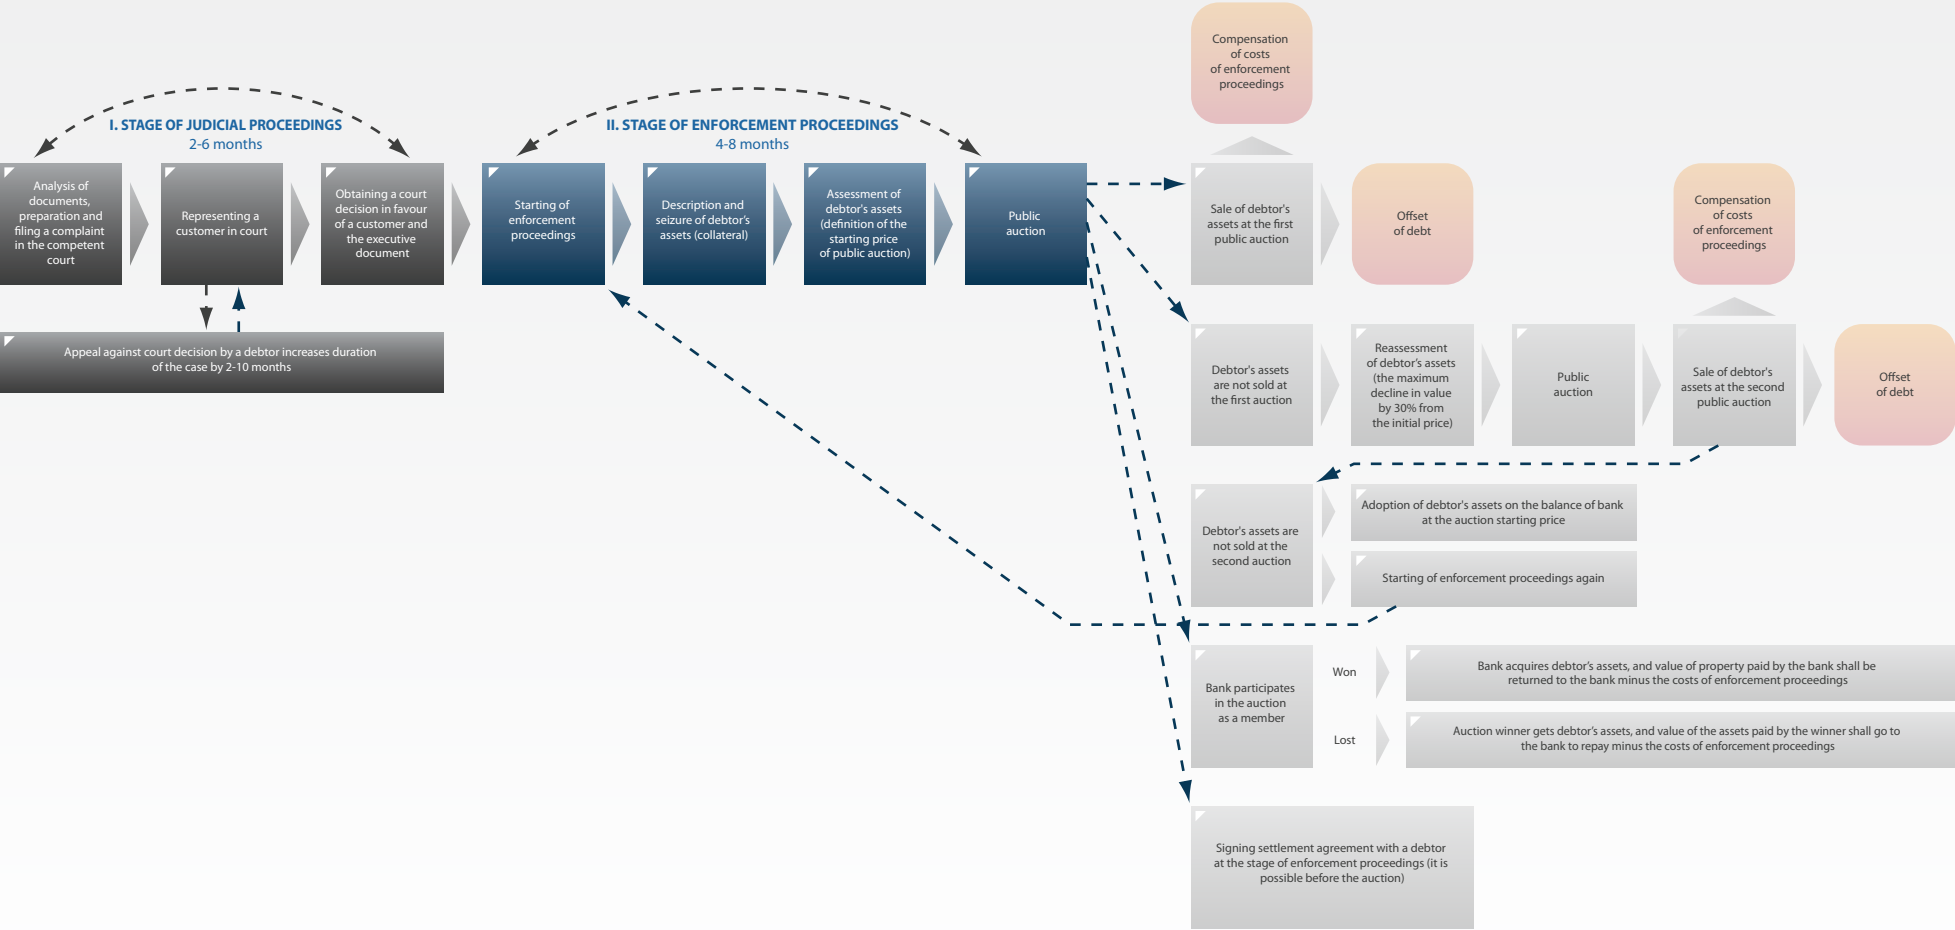 Compensation
of costs
of enforcement
proceedings
I. STAGE OF JUDICIAL PROCEEDINGS
2-6 months
II. STAGE OF ENFORCEMENT PROCEEDINGS
4-8 months
Analysis of
documents,
preparation and
filing a complaint
in the competent
court
Representing a
customer in court
Obtaining a court
decision in favour
of a customer and
the executive
document
Starting of
enforcement
proceedings
Description and
seizure of debtor's
assets (collateral)
Assessment of
debtor's assets
(definition of the
starting price
of public auction)
Public
auction
Sale of debtor's
assets at the first
public auction
Offset
of debt
Compensation
of costs
of enforcement
proceedings
Appeal against court decision by a debtor increases duration
of the case by 2-10 months
Debtor's assets
are not sold at
the first auction
Reassessment
of debtor's assets
(the maximum
decline in value
by 30% from
the initial price)
Public
auction
Sale of debtor's
assets at the second
public auction
Offset
of debt
Debtor's assets are
not sold at the
second auction
Adoption of debtor's assets on the balance of bank
at the auction starting price
Starting of enforcement proceedings again
Bank participates
in the auction
as a member
Won
Bank acquires debtor's assets, and value of property paid by the bank shall be
returned to the bank minus the costs of enforcement proceedings
Lost
Auction winner gets debtor's assets, and value of the assets paid by the winner shall go to
the bank to repay minus the costs of enforcement proceedings
Signing settlement agreement with a debtor
at the stage of enforcement proceedings (it is
possible before the auction)